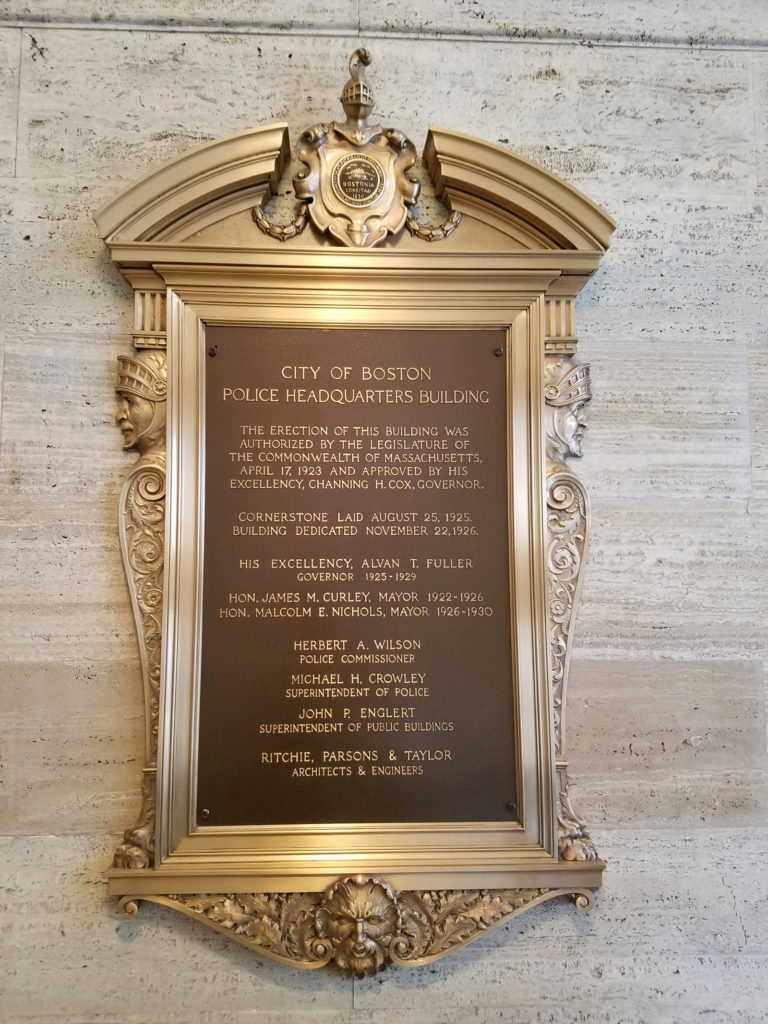 BOSTONIA
CONDITA
1630
CITY OF BOSTON
POLICE HEADQUARTERS BUILDING
THE ERECTION OF THIS BUILDING WAS
AUTHORIZED BY THE LEGISLATURE OF
THE COMMONWEALTH OF MASSACHUSETTS,
APRIL 17, 1923 AND APPROVED BY HIS
EXCELLENCY, CHANNING H. COX, GOVERNOR.
CORNERSTONE LAID AUGUST 25, 1925.
BUILDING DEDICATED NOVEMBER 22, 1926.
HIS EXCELLENCY, ALVAN T. FULLER
GOVERNOR 1925-1929
HON. JAMES M. CURLEY, MAYOR 1922-1926
HON. MALCOLM E. NICHOLS, MAYOR 1926-1930
HERBERT A. WILSON
POLICE COMMISSIONER
MICHAEL H. CROWLEY
SUPERINTENDENT OF POLICE
JOHN P. ENGLERT
SUPERINTENDENT OF PUBLIC BUILDINGS
RITCHIE, PARSONS & TAYLOR
ARCHITECTS & ENGINEERS